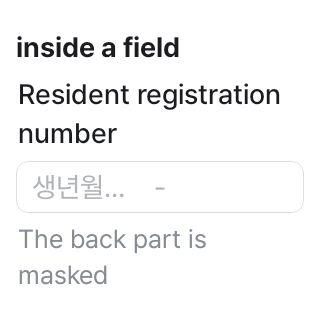 inside a field
Resident registration
number
생년월... -
The back part is
masked